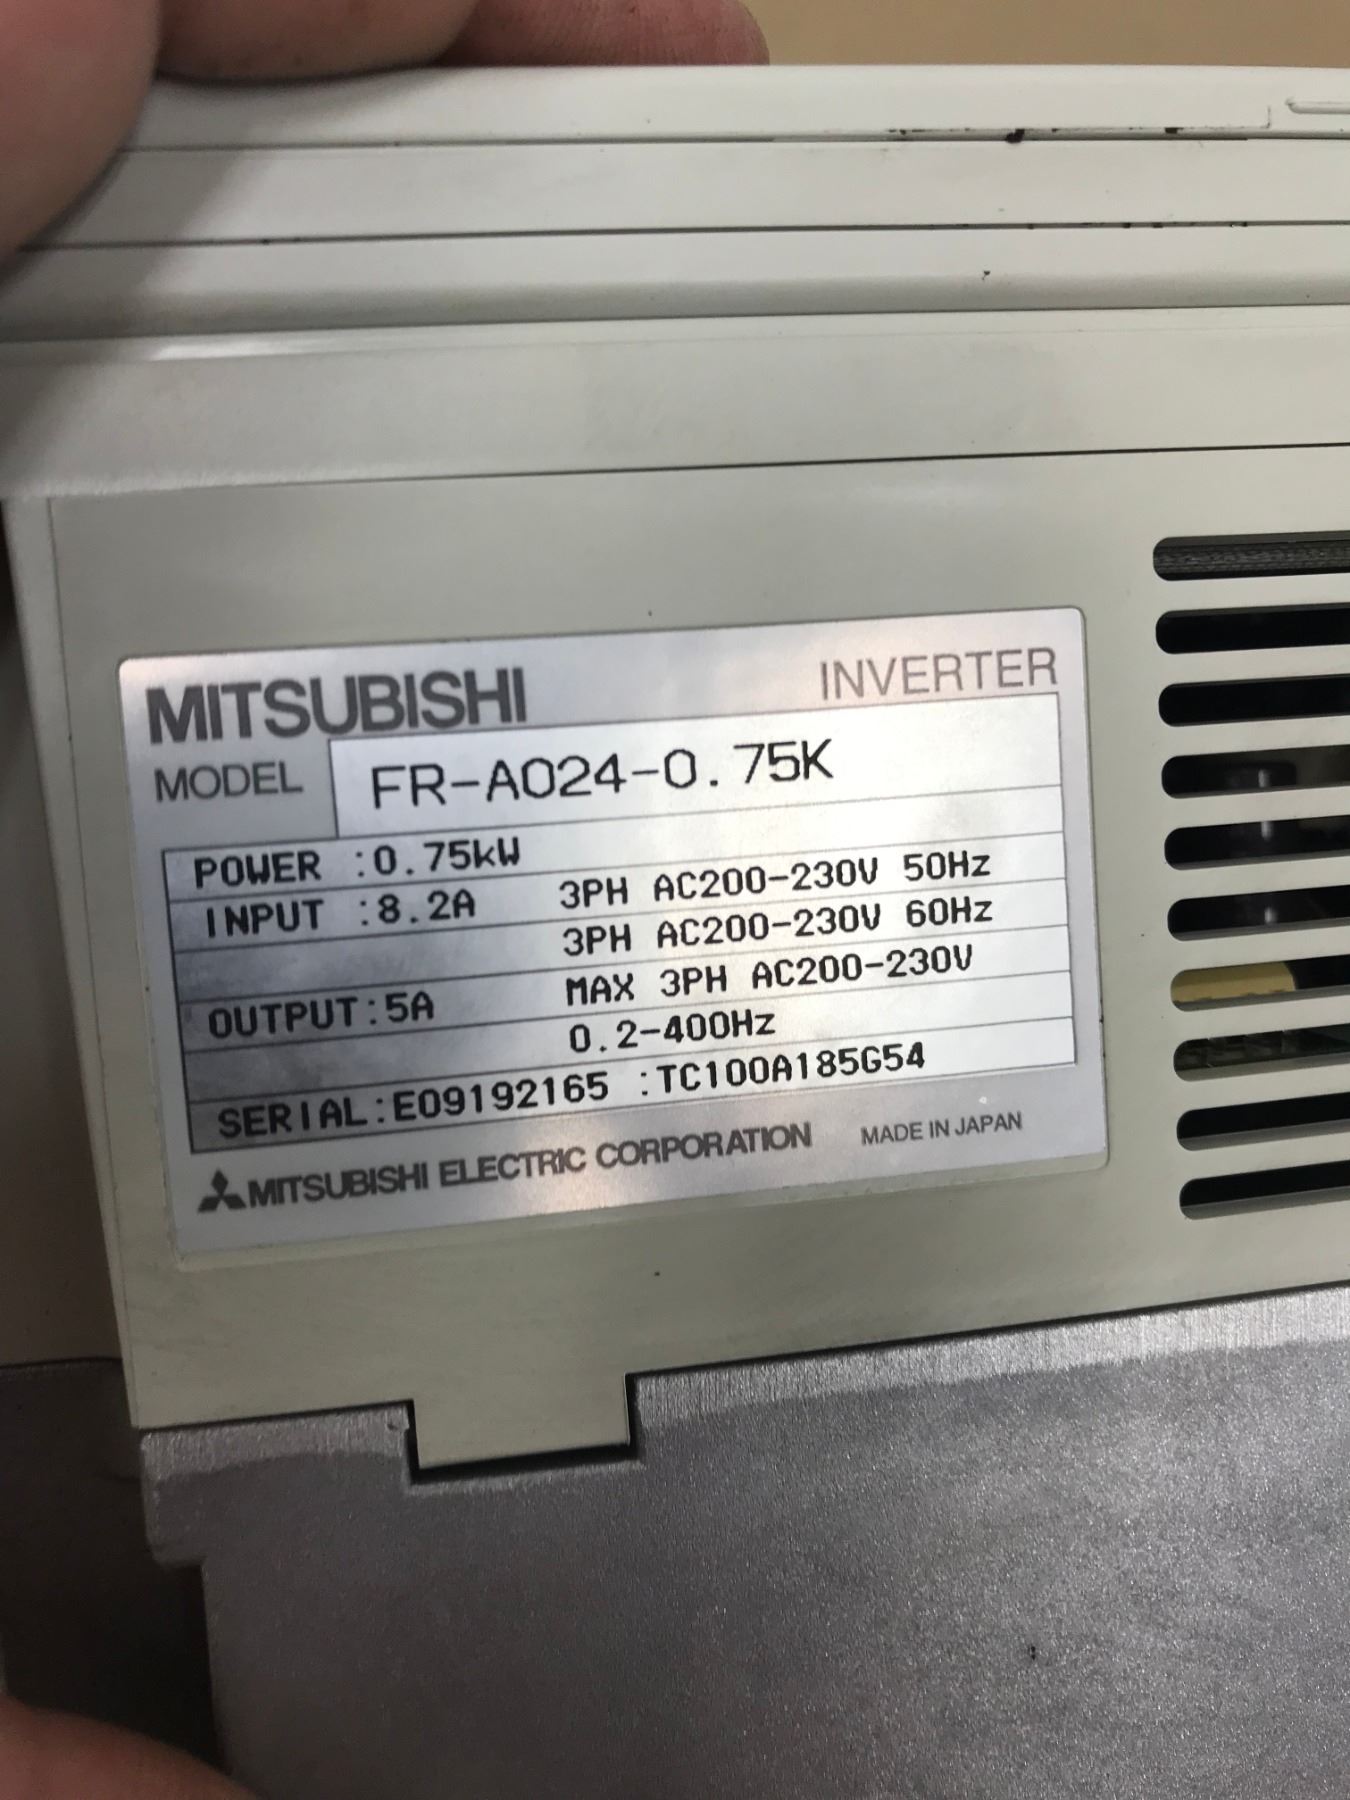 MITSUBISHI INVERTER
MODEL FR-A024-0.75K
POWER :0.75kW
INPUT :8.2A 3PH AC200-230V 50Hz
3PH AC200-230V 60Hz
OUTPUT:5A MAX 3PH AC200-230V
0.2-400Hz
SERIAL:E09192165 :TC100A185G54
MITSUBISHI ELECTRIC CORPORATION MADE IN JAPAN